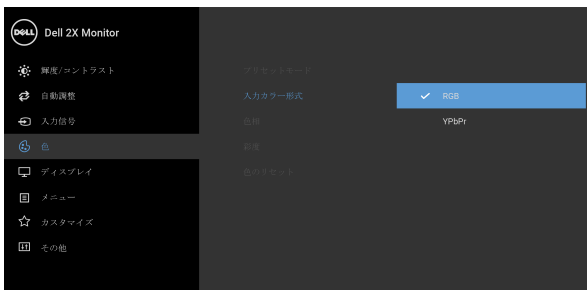 DELL Dell 2X Monitor
輝度/コントラスト
自動調整
入力信号
色
ディスプレイ
メニュー
カスタマイズ
その他
プリセットモード
入力カラー形式
色相
彩度
色のリセット
RGB
YPbPr